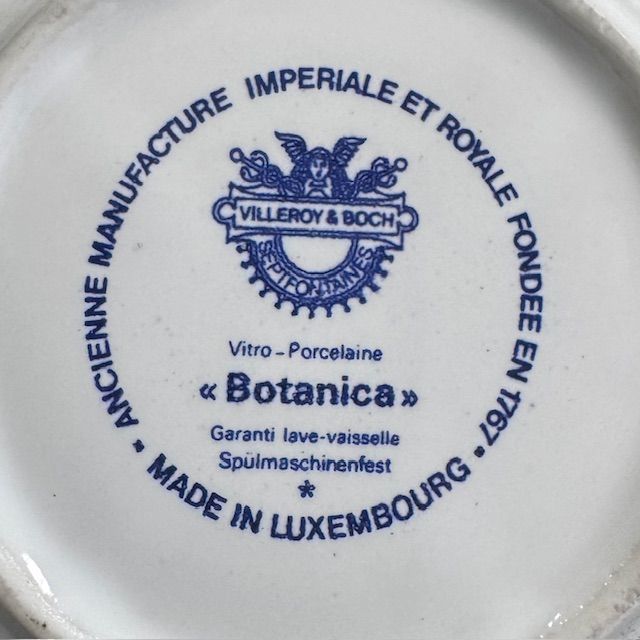 ANCIENNE MANUFACTURE IMPERIALE ET ROYALE FONDEE EN 1767
VILLEROY & BOCH
SEPTFONTAINES
Vitro-Porcelaine
« Botanica »
Garanti lave-vaisselle
Spülmaschinenfest
*
• MADE IN LUXEMBOURG •